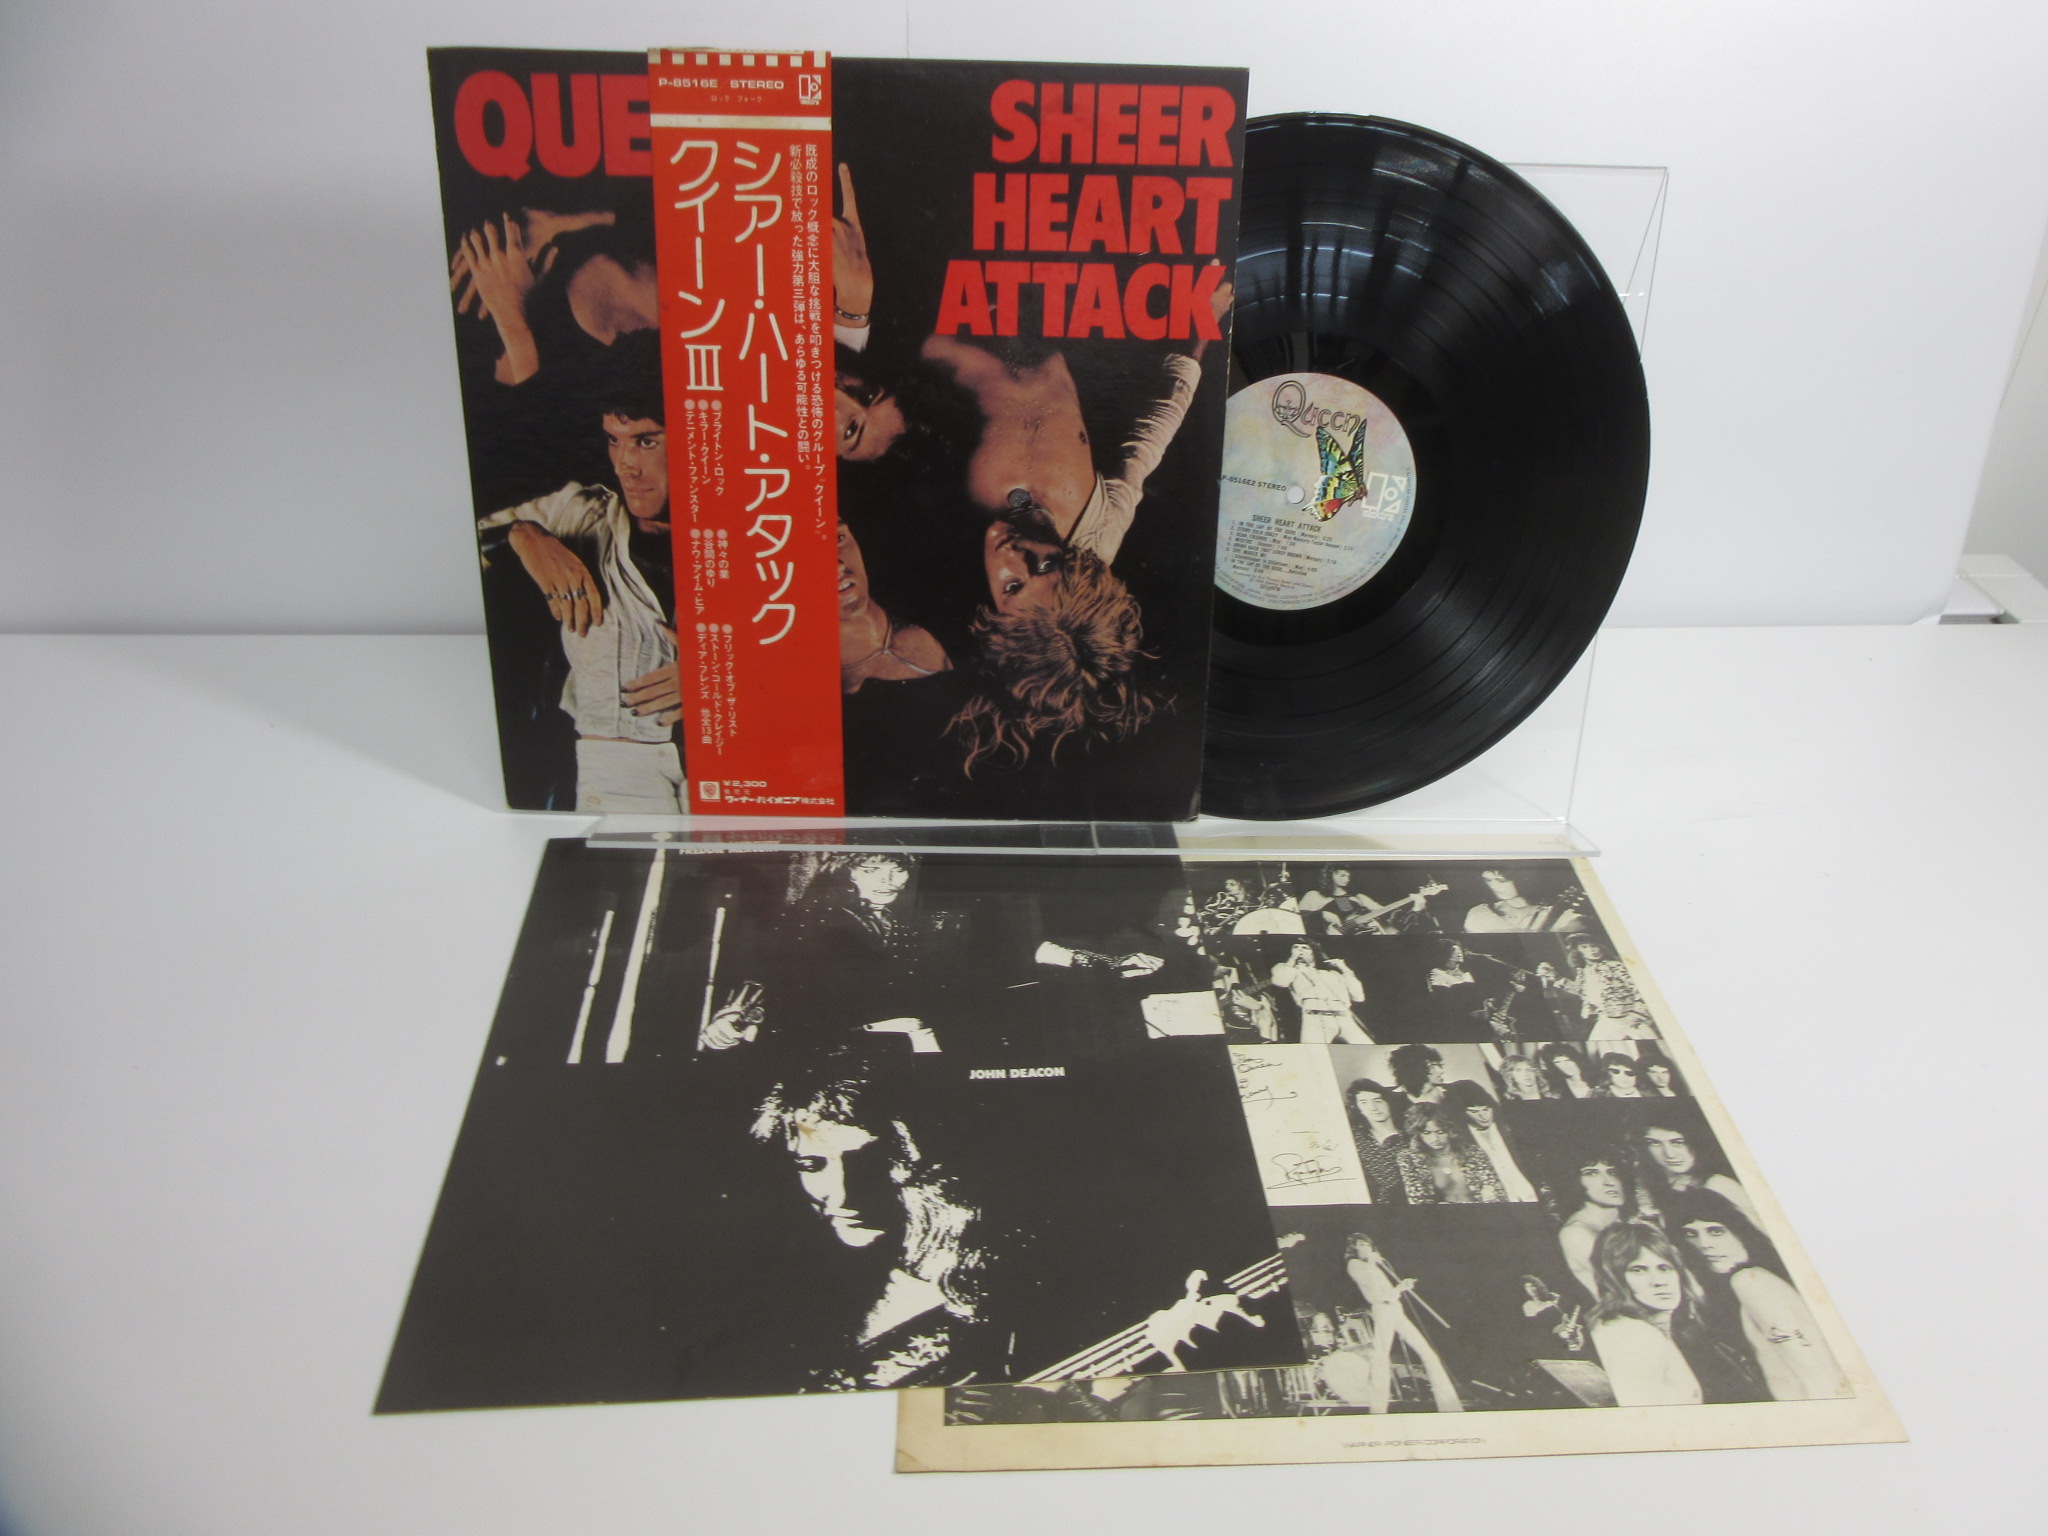 QUE
SHEER
HEART
ATTACK
P-8516E STEREO
ロック フォーク
既成のロック概念に大胆な挑戦を叩きつける恐怖のグループ“クイーン”。
新必殺技で放った強力第三弾は、あらゆる可能性との闘い。
シアー・ハート・アタック
クイーンⅢ
●ブライトン・ロック
●キラー・クイーン
●テニメント・ファンスター
●神々の業
●谷間のゆり
●ナウ・アイム・ヒア
●フリック・オブ・ザ・リスト
●ストーン・コールド・クレイジー
●ディア・フレンズ 他全13曲
¥2,300
発売元
ワーナー・パイオニア株式会社
Queen
P-8516E2 STEREO
SHEER HEART ATTACK
FREDDIE MERCURY
JOHN DEACON
WARNER-PIONEER CORPORATION